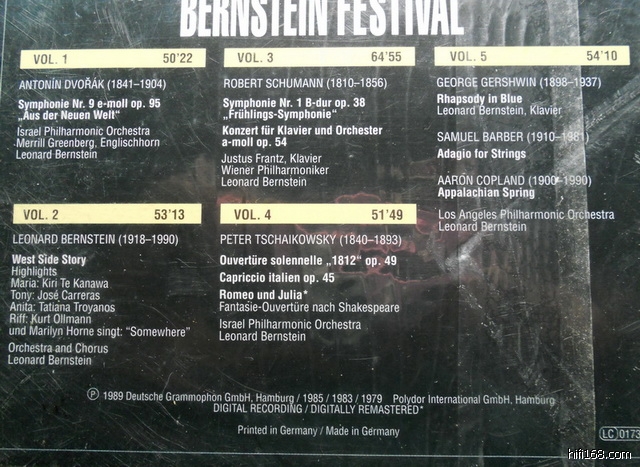 BERNSTEIN FESTIVAL
VOL. 1 50'22
ANTONÍN DVOŘÁK (1841–1904)
Symphonie Nr. 9 e-moll op. 95
„Aus der Neuen Welt"
Israel Philharmonic Orchestra
Merrill Greenberg, Englischhorn
Leonard Bernstein
VOL. 2 53'13
LEONARD BERNSTEIN (1918–1990)
West Side Story
Highlights
Maria: Kiri Te Kanawa
Tony: José Carreras
Anita: Tatiana Troyanos
Riff: Kurt Ollmann
und Marilyn Horne singt: "Somewhere"
Orchestra and Chorus
Leonard Bernstein
VOL. 3 64'55
ROBERT SCHUMANN (1810–1856)
Symphonie Nr. 1 B-dur op. 38
„Frühlings-Symphonie"
Konzert für Klavier und Orchester
a-moll op. 54
Justus Frantz, Klavier
Wiener Philharmoniker
Leonard Bernstein
VOL. 4 51'49
PETER TSCHAIKOWSKY (1840–1893)
Ouvertüre solennelle „1812" op. 49
Capriccio italien op. 45
Romeo und Julia*
Fantasie-Ouvertüre nach Shakespeare
Israel Philharmonic Orchestra
Leonard Bernstein
VOL. 5 54'10
GEORGE GERSHWIN (1898–1937)
Rhapsody in Blue
Leonard Bernstein, Klavier
SAMUEL BARBER (1910–1981)
Adagio for Strings
AARON COPLAND (1900–1990)
Appalachian Spring
Los Angeles Philharmonic Orchestra
Leonard Bernstein
Ⓟ 1989 Deutsche Grammophon GmbH, Hamburg / 1985 / 1983 / 1979 Polydor International GmbH, Hamburg
DIGITAL RECORDING / DIGITALLY REMASTERED*
Printed in Germany / Made in Germany
LC 0173
hifi168.com